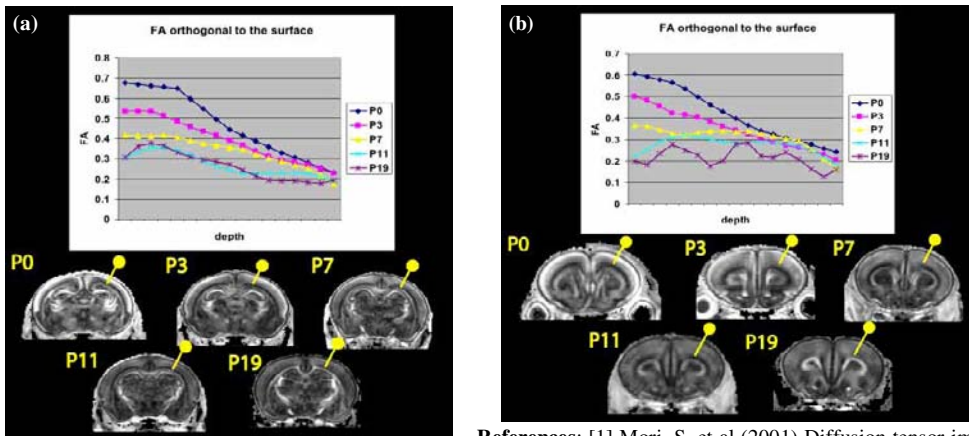 (a)
FA orthogonal to the surface
0.8
0.7
0.6
0.5
0.4
0.3
0.2
0.1
0
FA
depth
P0
P3
P7
P11
P19
P0
P3
P7
P11
P19
(b)
FA orthogonal to the surface
0.7
0.6
0.5
0.4
0.3
0.2
0.1
0
FA
depth
P0
P3
P7
P11
P19
P0
P3
P7
P11
P19
References: [1] Mori, S. et al (2001) Diffusion tensor